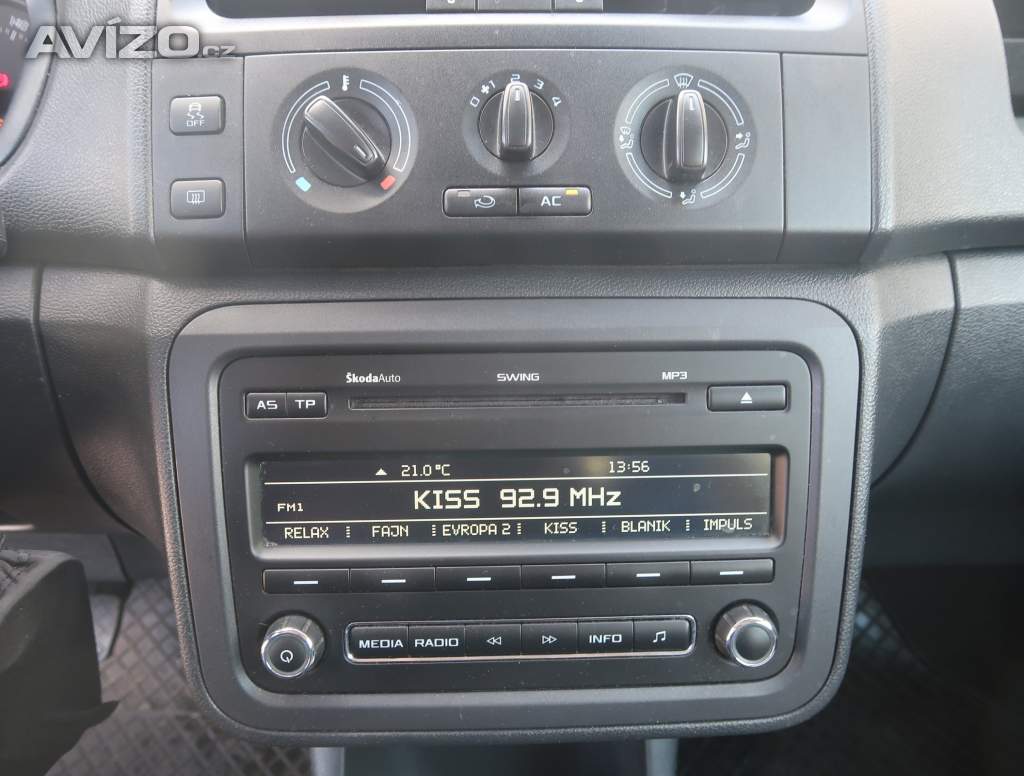 AVÍZO.cz
OFF
0 1 2 3 4
AC
ŠkodaAuto SWING MP3
AS TP
21.0 °C 13:56
KISS 92.9 MHz
FM1
RELAX FAJN EVROPA 2 KISS BLANIK IMPULS
MEDIA RADIO INFO